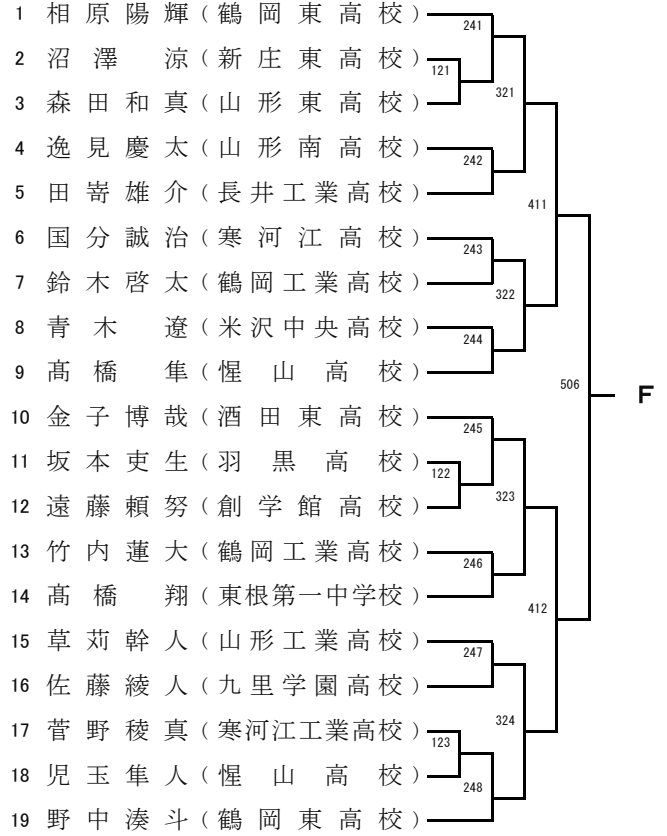 1 相原陽輝（鶴岡東高校）
241
2 沼澤　涼（新庄東高校）
121
321
3 森田和真（山形東高校）
4 逸見慶太（山形南高校）
242
5 田嵜雄介（長井工業高校）
411
6 国分誠治（寒河江高校）
243
7 鈴木啓太（鶴岡工業高校）
322
8 青木　遼（米沢中央高校）
244
9 髙橋　隼（惺山高校）
506
F
10 金子博哉（酒田東高校）
245
11 坂本吏生（羽黒高校）
122
323
12 遠藤頼努（創学館高校）
13 竹内蓮大（鶴岡工業高校）
246
14 髙橋　翔（東根第一中学校）
412
15 草苅幹人（山形工業高校）
247
16 佐藤綾人（九里学園高校）
324
17 菅野稜真（寒河江工業高校）
123
18 児玉隼人（惺山高校）
248
19 野中湊斗（鶴岡東高校）